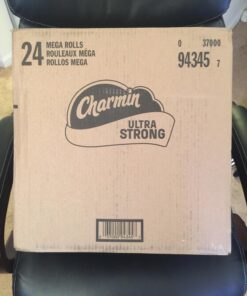 24 MEGA ROLLS
ROULEAUX MÉGA
ROLLOS MEGA
0 37000
94345 7
Charmin
ULTRA
STRONG